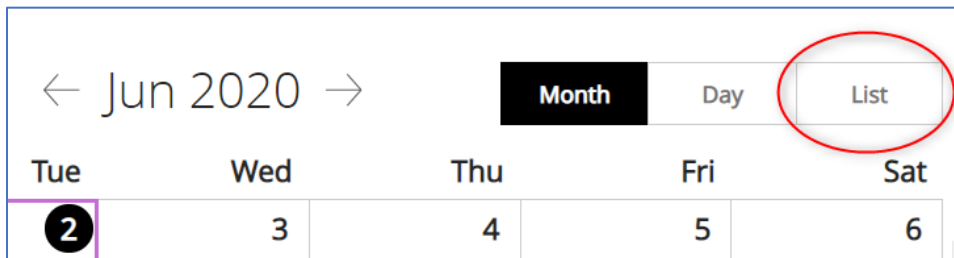 ← Jun 2020 →
Month Day List
Tue Wed Thu Fri Sat
2 3 4 5 6